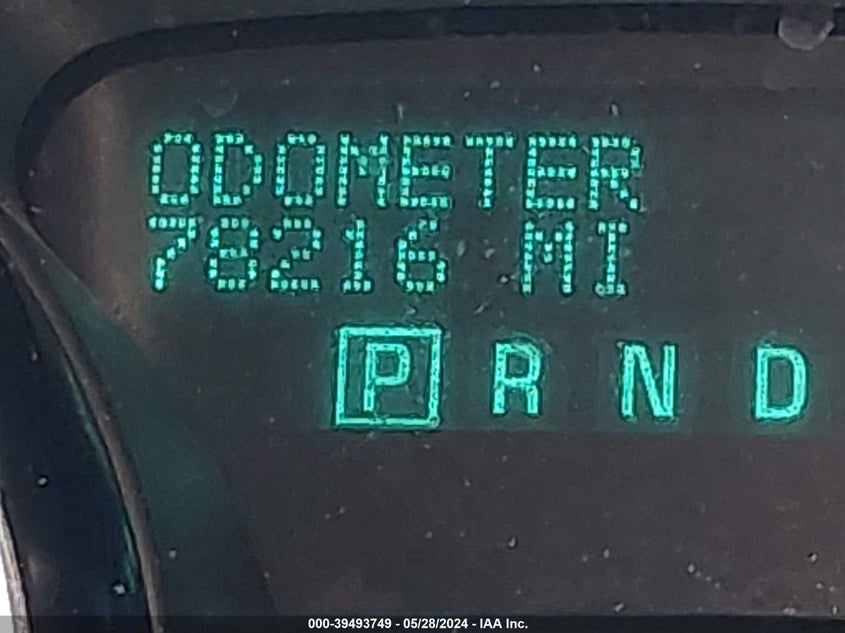 ODOMETER
78216 MI
P R N D
000-39493749 - 05/28/2024 - IAA Inc.